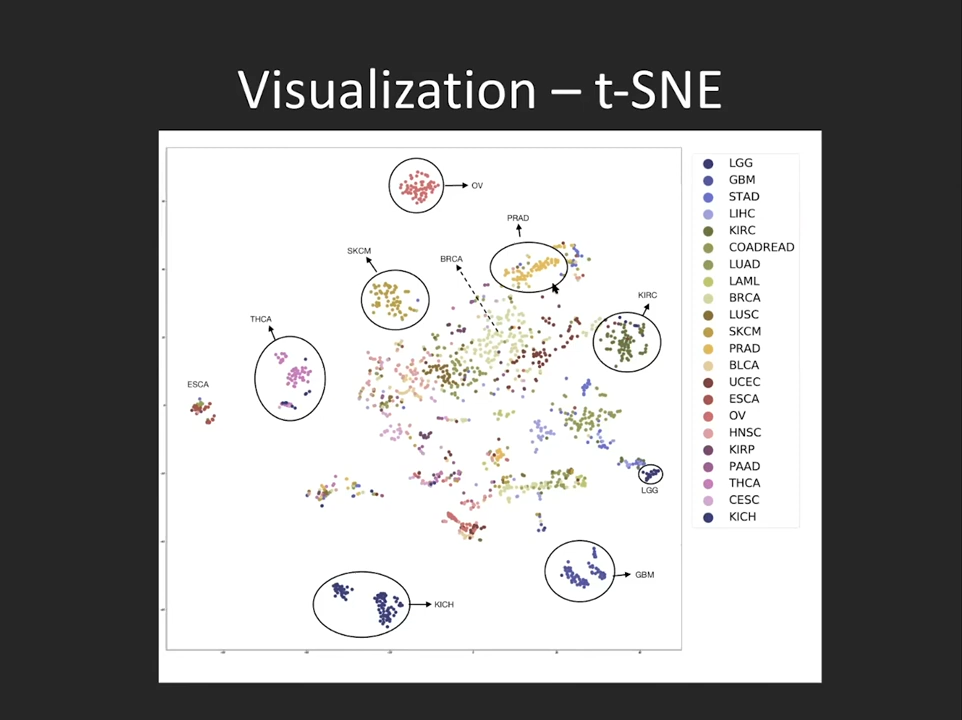 Visualization – t-SNE
OV
PRAD
SKCM
BRCA
KIRC
THCA
ESCA
LGG
GBM
KICH
LGG
GBM
STAD
LIHC
KIRC
COADREAD
LUAD
LAML
BRCA
LUSC
SKCM
PRAD
BLCA
UCEC
ESCA
OV
HNSC
KIRP
PAAD
THCA
CESC
KICH